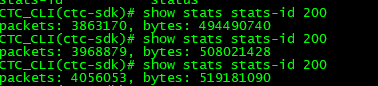 CTC_CLI(ctc-sdk)# show stats stats-id 200
packets: 3863170, bytes: 494490740
CTC_CLI(ctc-sdk)# show stats stats-id 200
packets: 3968879, bytes: 508021428
CTC_CLI(ctc-sdk)# show stats stats-id 200
packets: 4056053, bytes: 519181090